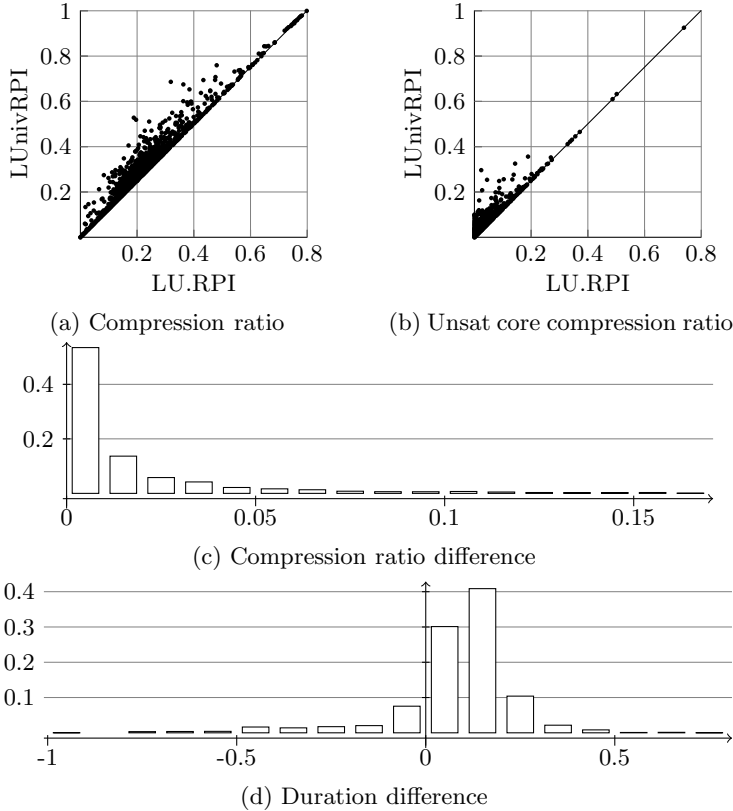 1
0.8
0.6
0.4
0.2
0.2 0.4 0.6 0.8
LUnivRPI
LU.RPI
(a) Compression ratio
1
0.8
0.6
0.4
0.2
0.2 0.4 0.6 0.8
LUnivRPI
LU.RPI
(b) Unsat core compression ratio
0.4
0.2
0 0.05 0.1 0.15
(c) Compression ratio difference
0.4
0.3
0.2
0.1
-1 -0.5 0 0.5
(d) Duration difference